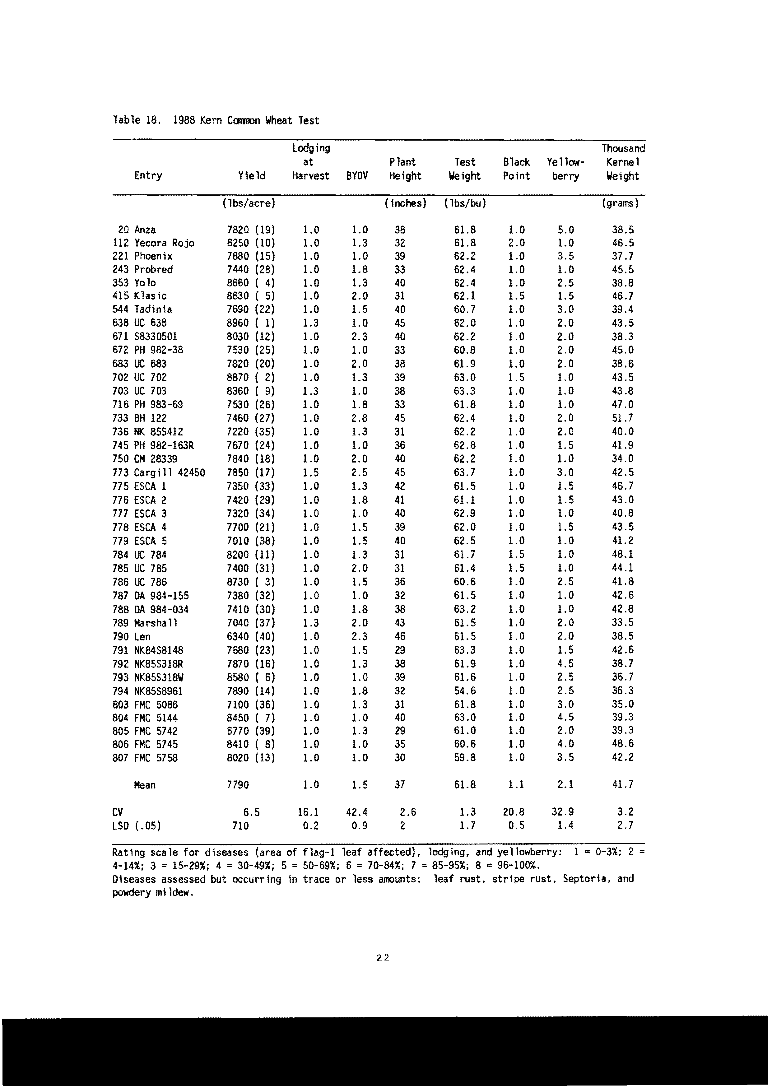 Table 18. 1988 Kern Common Wheat Test
Lodging Thousand
at Plant Test Black Yellow- Kernel
Entry Yield Harvest BYDV Height Weight Point berry Weight
(lbs/acre) (inches) (lbs/bu) (grams)
20 Anza 7820 (19) 1.0 1.0 38 61.8 1.0 5.0 38.5
112 Yecora Rojo 8250 (10) 1.0 1.3 32 61.8 2.0 1.0 46.5
221 Phoenix 7880 (15) 1.0 1.0 39 62.2 1.0 3.5 37.7
243 Probred 7440 (28) 1.0 1.8 33 62.4 1.0 1.0 45.5
353 Yolo 8660 ( 4) 1.0 1.3 40 62.4 1.0 2.5 38.8
415 Klasic 8630 ( 5) 1.0 2.0 31 62.1 1.5 1.5 46.7
544 Tadinia 7690 (22) 1.0 1.5 40 60.7 1.0 3.0 39.4
638 UC 638 8960 ( 1) 1.3 1.0 45 62.0 1.0 2.0 43.5
671 S8330501 8030 (12) 1.0 2.3 40 62.2 1.0 2.0 38.3
672 PH 982-38 7530 (25) 1.0 1.0 33 60.8 1.0 2.0 45.0
683 UC 683 7820 (20) 1.0 2.0 38 61.9 1.0 2.0 38.6
702 UC 702 8870 ( 2) 1.0 1.3 39 63.0 1.5 1.0 43.5
703 UC 703 8360 ( 9) 1.3 1.0 38 63.3 1.0 1.0 43.8
716 PH 983-69 7530 (26) 1.0 1.8 33 61.8 1.0 1.0 47.0
733 BH 122 7460 (27) 1.0 2.8 45 62.4 1.0 2.0 51.7
736 NK 85S41Z 7220 (35) 1.0 1.3 31 62.2 1.0 2.0 40.0
745 PH 982-163R 7670 (24) 1.0 1.0 36 62.8 1.0 1.5 41.9
750 CM 28339 7840 (18) 1.0 2.0 40 62.2 1.0 1.0 34.0
773 Cargill 42450 7850 (17) 1.5 2.5 45 63.7 1.0 3.0 42.5
775 ESCA 1 7350 (33) 1.0 1.3 42 61.5 1.0 1.5 46.7
776 ESCA 2 7420 (29) 1.0 1.8 41 61.1 1.0 1.5 43.0
777 ESCA 3 7320 (34) 1.0 1.0 40 62.9 1.0 1.0 40.8
778 ESCA 4 7700 (21) 1.0 1.5 39 62.0 1.0 1.5 43.5
779 ESCA 5 7010 (38) 1.0 1.5 40 62.5 1.0 1.0 41.2
784 UC 784 8200 (11) 1.0 1.3 31 61.7 1.5 1.0 48.1
785 UC 785 7400 (31) 1.0 2.0 31 61.4 1.5 1.0 44.1
786 UC 786 8730 ( 3) 1.0 1.5 36 60.6 1.0 2.5 41.8
787 DA 984-155 7380 (32) 1.0 1.0 32 61.5 1.0 1.0 42.6
788 DA 984-034 7410 (30) 1.0 1.8 38 63.2 1.0 1.0 42.8
789 Marshall 7040 (37) 1.3 2.0 43 61.5 1.0 2.0 33.5
790 Len 6340 (40) 1.0 2.3 46 61.5 1.0 2.0 38.5
791 NK84S8148 7680 (23) 1.0 1.5 29 63.3 1.0 1.5 42.6
792 NK85S318R 7870 (16) 1.0 1.3 38 61.9 1.0 4.5 38.7
793 NK85S318W 8580 ( 6) 1.0 1.0 39 61.6 1.0 2.5 36.7
794 NK85S8961 7890 (14) 1.0 1.8 32 54.6 1.0 2.5 36.3
803 FMC 5086 7100 (36) 1.0 1.3 31 61.8 1.0 3.0 35.0
804 FMC 5144 8450 ( 7) 1.0 1.0 40 63.0 1.0 4.5 39.3
805 FMC 5742 6770 (39) 1.0 1.3 29 61.0 1.0 2.0 39.3
806 FMC 5745 8410 ( 8) 1.0 1.0 35 60.6 1.0 4.0 48.6
807 FMC 5758 8020 (13) 1.0 1.0 30 59.8 1.0 3.5 42.2
Mean 7790 1.0 1.5 37 61.8 1.1 2.1 41.7
CV 6.5 16.1 42.4 2.6 1.3 20.8 32.9 3.2
LSD (.05) 710 0.2 0.9 2 1.7 0.5 1.4 2.7
Rating scale for diseases (area of flag-1 leaf affected), lodging, and yellowberry: 1 = 0-3%; 2 =
4-14%; 3 = 15-29%; 4 = 30-49%; 5 = 50-69%; 6 = 70-84%; 7 = 85-95%; 8 = 96-100%.
Diseases assessed but occurring in trace or less amounts: leaf rust, stripe rust, Septoria, and
powdery mildew.
22